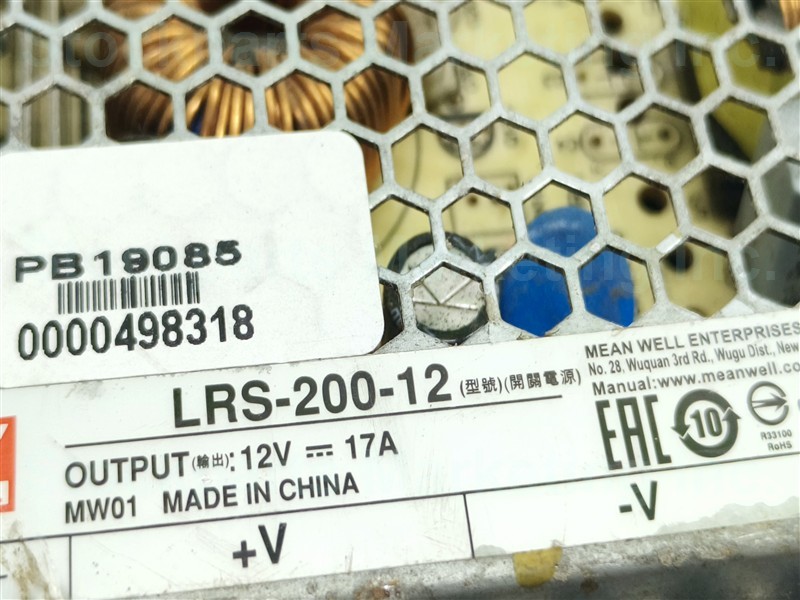 PB19085
0000498318
LRS-200-12 (型號)(開關電源)
OUTPUT(輸出): 12V ⎓ 17A
MW01 MADE IN CHINA
+V
-V
MEAN WELL ENTERPRISES
No. 28, Wuquan 3rd Rd., Wugu Dist., New
Manual:www.meanwell.co
EAC
10
R33100
RoHS